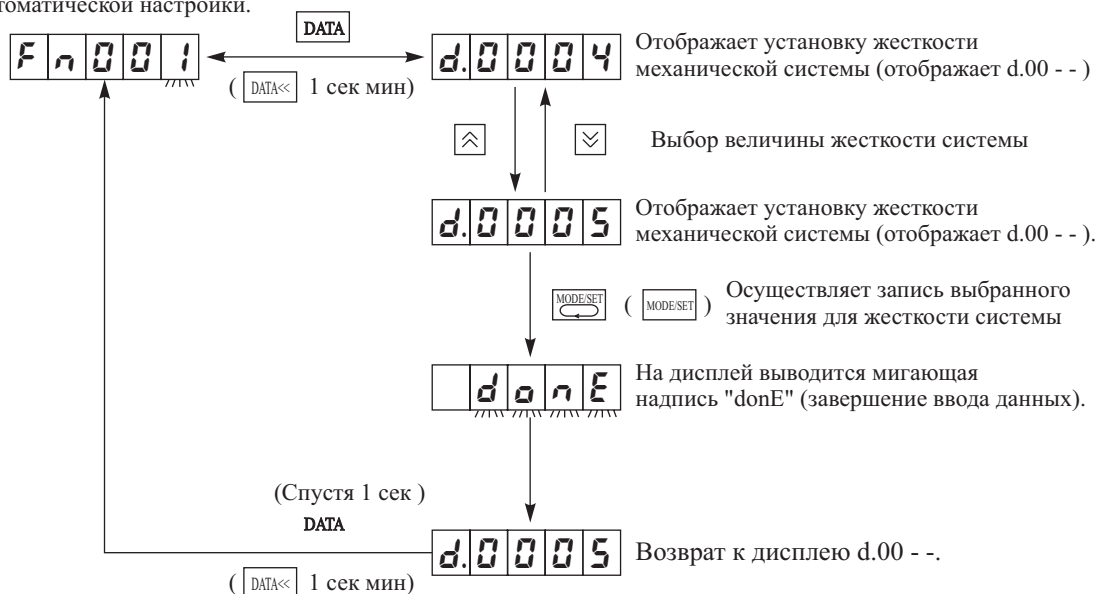 томатической настройки.
DATA
Fn001
d.0004
Отображает установку жесткости
механической системы (отображает d.00 - - )
( DATA<< 1 сек мин)
Выбор величины жесткости системы
d.0005
Отображает установку жесткости
механической системы (отображает d.00 - - ).
MODE/SET ( MODE/SET )
Осуществляет запись выбранного
значения для жесткости системы
donE
На дисплей выводится мигающая
надпись "donE" (завершение ввода данных).
(Спустя 1 сек )
DATA
d.0005
Возврат к дисплею d.00 - -.
( DATA<< 1 сек мин)